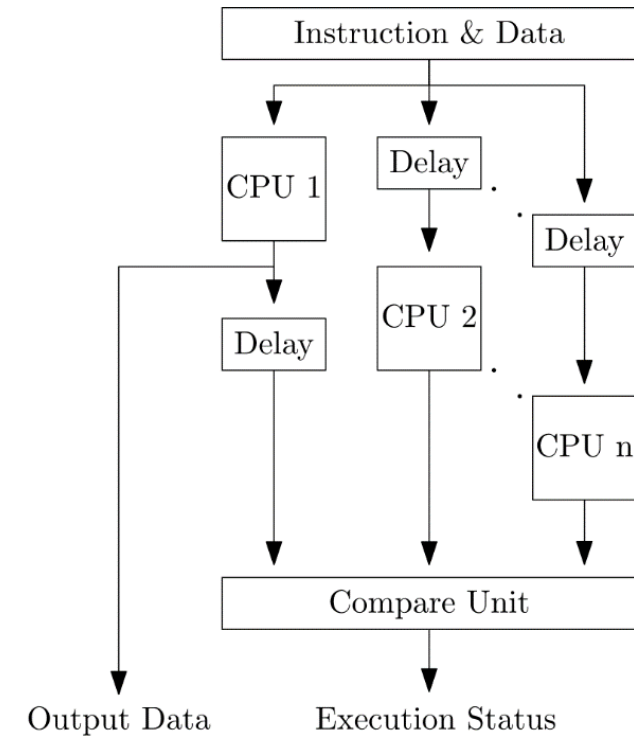 Instruction & Data
CPU 1
Delay
Delay
CPU 2
Delay
CPU n
Compare Unit
Output Data
Execution Status